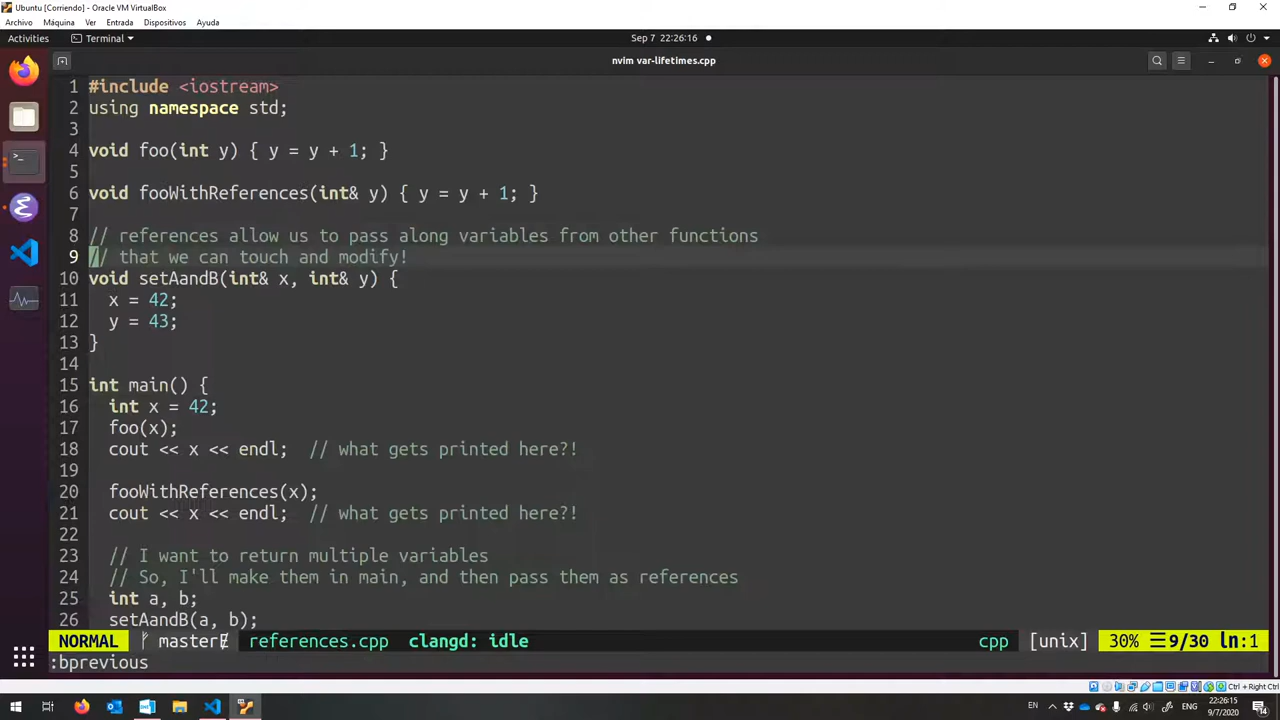 Ubuntu [Corriendo] - Oracle VM VirtualBox
Archivo Máquina Ver Entrada Dispositivos Ayuda
Activities Terminal Sep 7 22:26:16
nvim var-lifetimes.cpp
1 #include <iostream>
2 using namespace std;
3
4 void foo(int y) { y = y + 1; }
5
6 void fooWithReferences(int& y) { y = y + 1; }
7
8 // references allow us to pass along variables from other functions
9 // that we can touch and modify!
10 void setAandB(int& x, int& y) {
11 x = 42;
12 y = 43;
13 }
14
15 int main() {
16 int x = 42;
17 foo(x);
18 cout << x << endl; // what gets printed here?!
19
20 fooWithReferences(x);
21 cout << x << endl; // what gets printed here?!
22
23 // I want to return multiple variables
24 // So, I'll make them in main, and then pass them as references
25 int a, b;
26 setAandB(a, b);
NORMAL master references.cpp clangd: idle cpp [unix] 30% ☰9/30 ln:1
:bprevious
Ctrl + Right Ctrl
EN ENG 22:26:15
9/7/2020 14